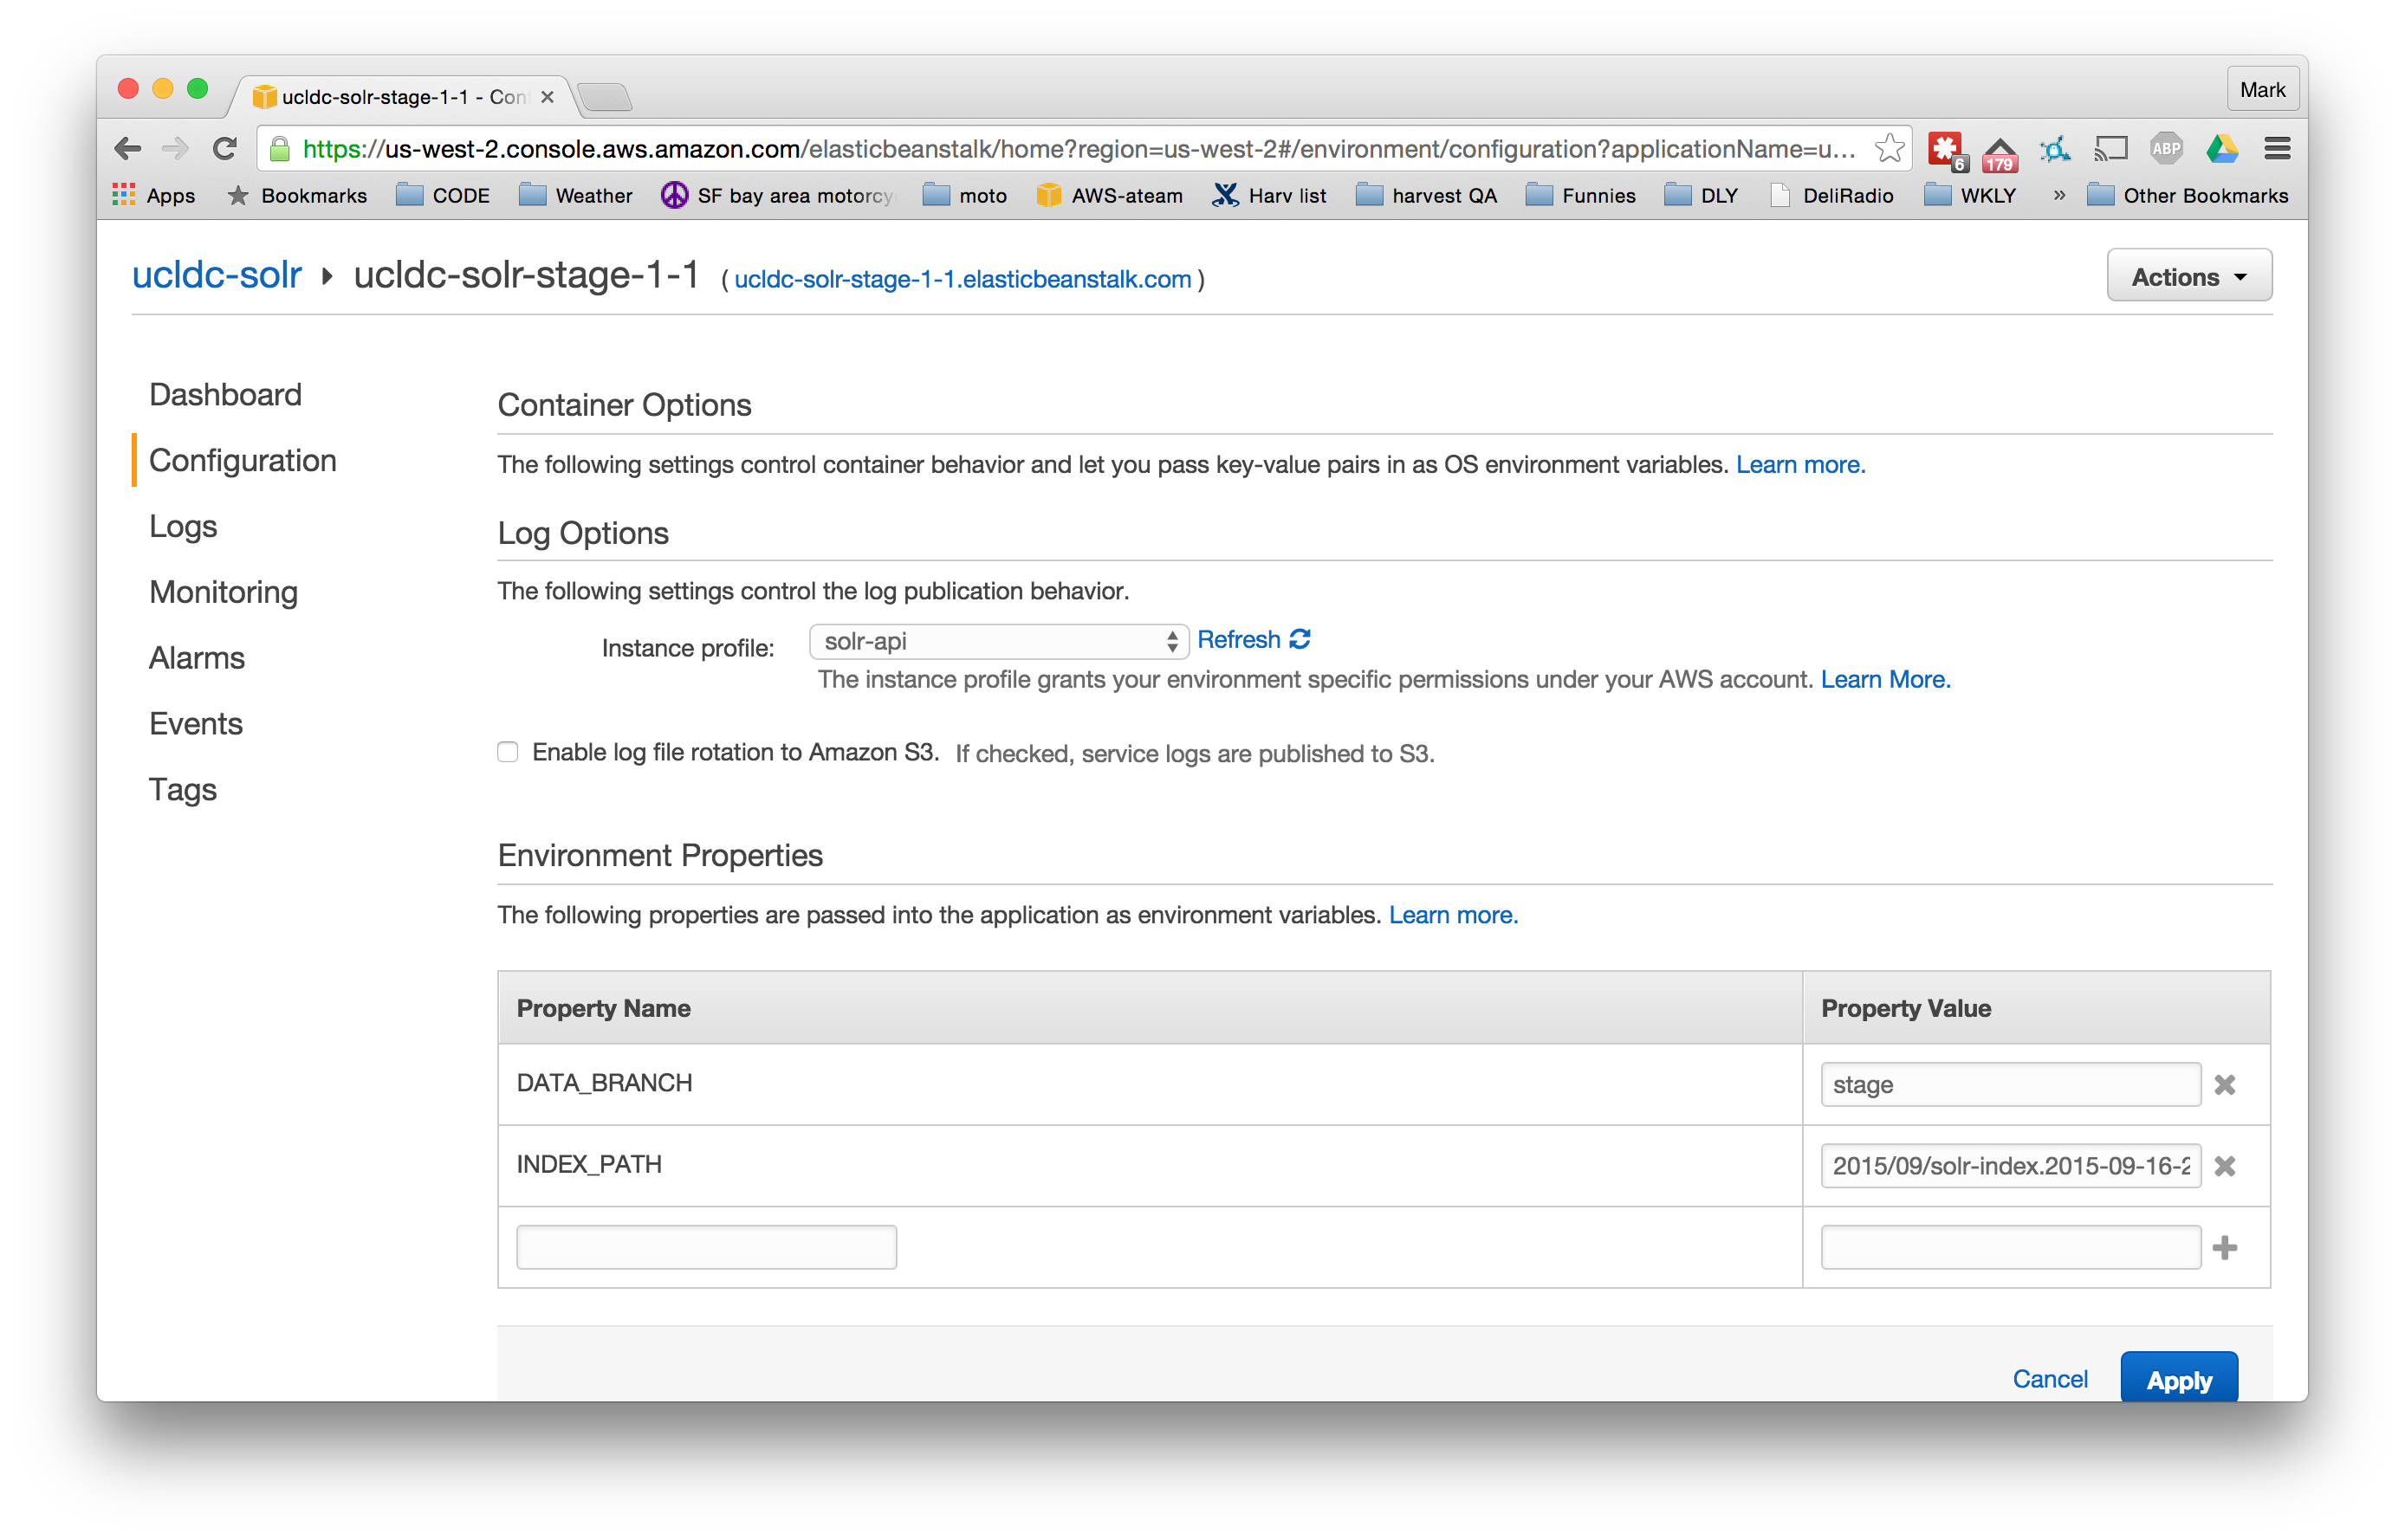 ucldc-solr-stage-1-1 - Con
Mark
https://us-west-2.console.aws.amazon.com/elasticbeanstalk/home?region=us-west-2#/environment/configuration?applicationName=u...
6
179
ABP
Apps Bookmarks CODE Weather SF bay area motorcy moto AWS-ateam Harv list harvest QA Funnies DLY DeliRadio WKLY » Other Bookmarks
ucldc-solr ucldc-solr-stage-1-1 ( ucldc-solr-stage-1-1.elasticbeanstalk.com )
Actions
Dashboard
Configuration
Logs
Monitoring
Alarms
Events
Tags
Container Options
The following settings control container behavior and let you pass key-value pairs in as OS environment variables. Learn more.
Log Options
The following settings control the log publication behavior.
Instance profile: solr-api Refresh
The instance profile grants your environment specific permissions under your AWS account. Learn More.
Enable log file rotation to Amazon S3. If checked, service logs are published to S3.
Environment Properties
The following properties are passed into the application as environment variables. Learn more.
Property Name Property Value
DATA_BRANCH stage
INDEX_PATH 2015/09/solr-index.2015-09-16-2
Cancel Apply